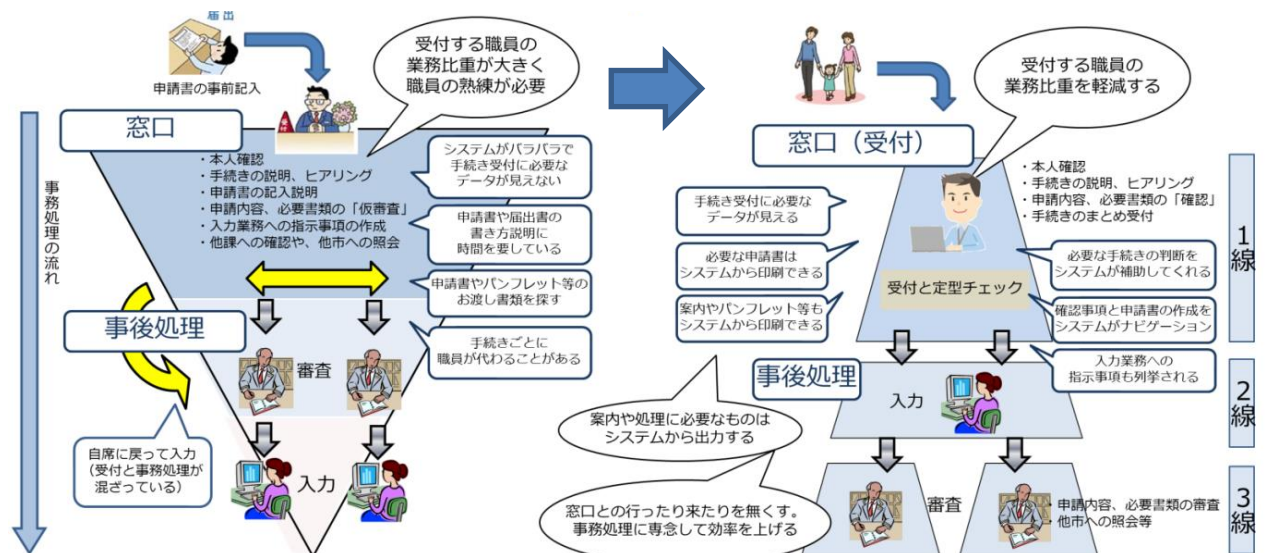 届出
申請書の事前記入
受付する職員の
業務比重が大きく
職員の熟練が必要
事務処理の流れ
窓口
受付
・本人確認
・手続きの説明、ヒアリング
・申請書の記入説明
・申請内容、必要書類の「仮審査」
・入力業務への指示事項の作成
・他課への確認や、他市への照会
システムがバラバラで
手続き受付に必要な
データが見えない
申請書や届出書の
書き方説明に
時間を要している
申請書やパンフレット等の
お渡し書類を探す
手続きごとに
職員が代わることがある
事後処理
審査
自席に戻って入力
（受付と事務処理が
混ざっている）
入力
受付する職員の
業務比重を軽減する
窓口（受付）
・本人確認
・手続きの説明、ヒアリング
・申請内容、必要書類の「確認」
・手続きのまとめ受付
手続き受付に必要な
データが見える
必要な申請書は
システムから印刷できる
案内やパンフレット等も
システムから印刷できる
必要な手続きの判断を
システムが補助してくれる
受付と定型チェック
確認事項と申請書の作成を
システムがナビゲーション
入力業務への
指示事項も列挙される
1線
事後処理
入力
2線
案内や処理に必要なものは
システムから出力する
窓口との行ったり来たりを無くす。
事務処理に専念して効率を上げる
審査
・申請内容、必要書類の審査
・他市への照会等
3線